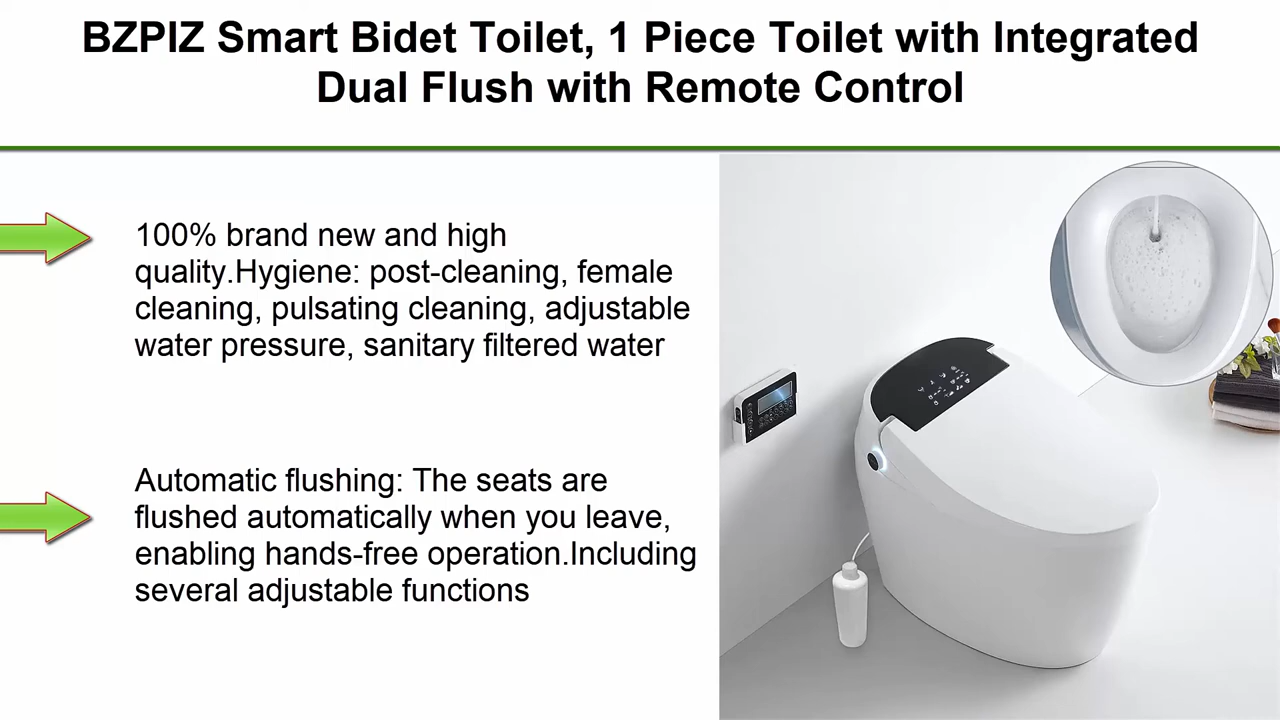 BZPIZ Smart Bidet Toilet, 1 Piece Toilet with Integrated
Dual Flush with Remote Control
100% brand new and high
quality.Hygiene: post-cleaning, female
cleaning, pulsating cleaning, adjustable
water pressure, sanitary filtered water
Automatic flushing: The seats are
flushed automatically when you leave,
enabling hands-free operation.Including
several adjustable functions